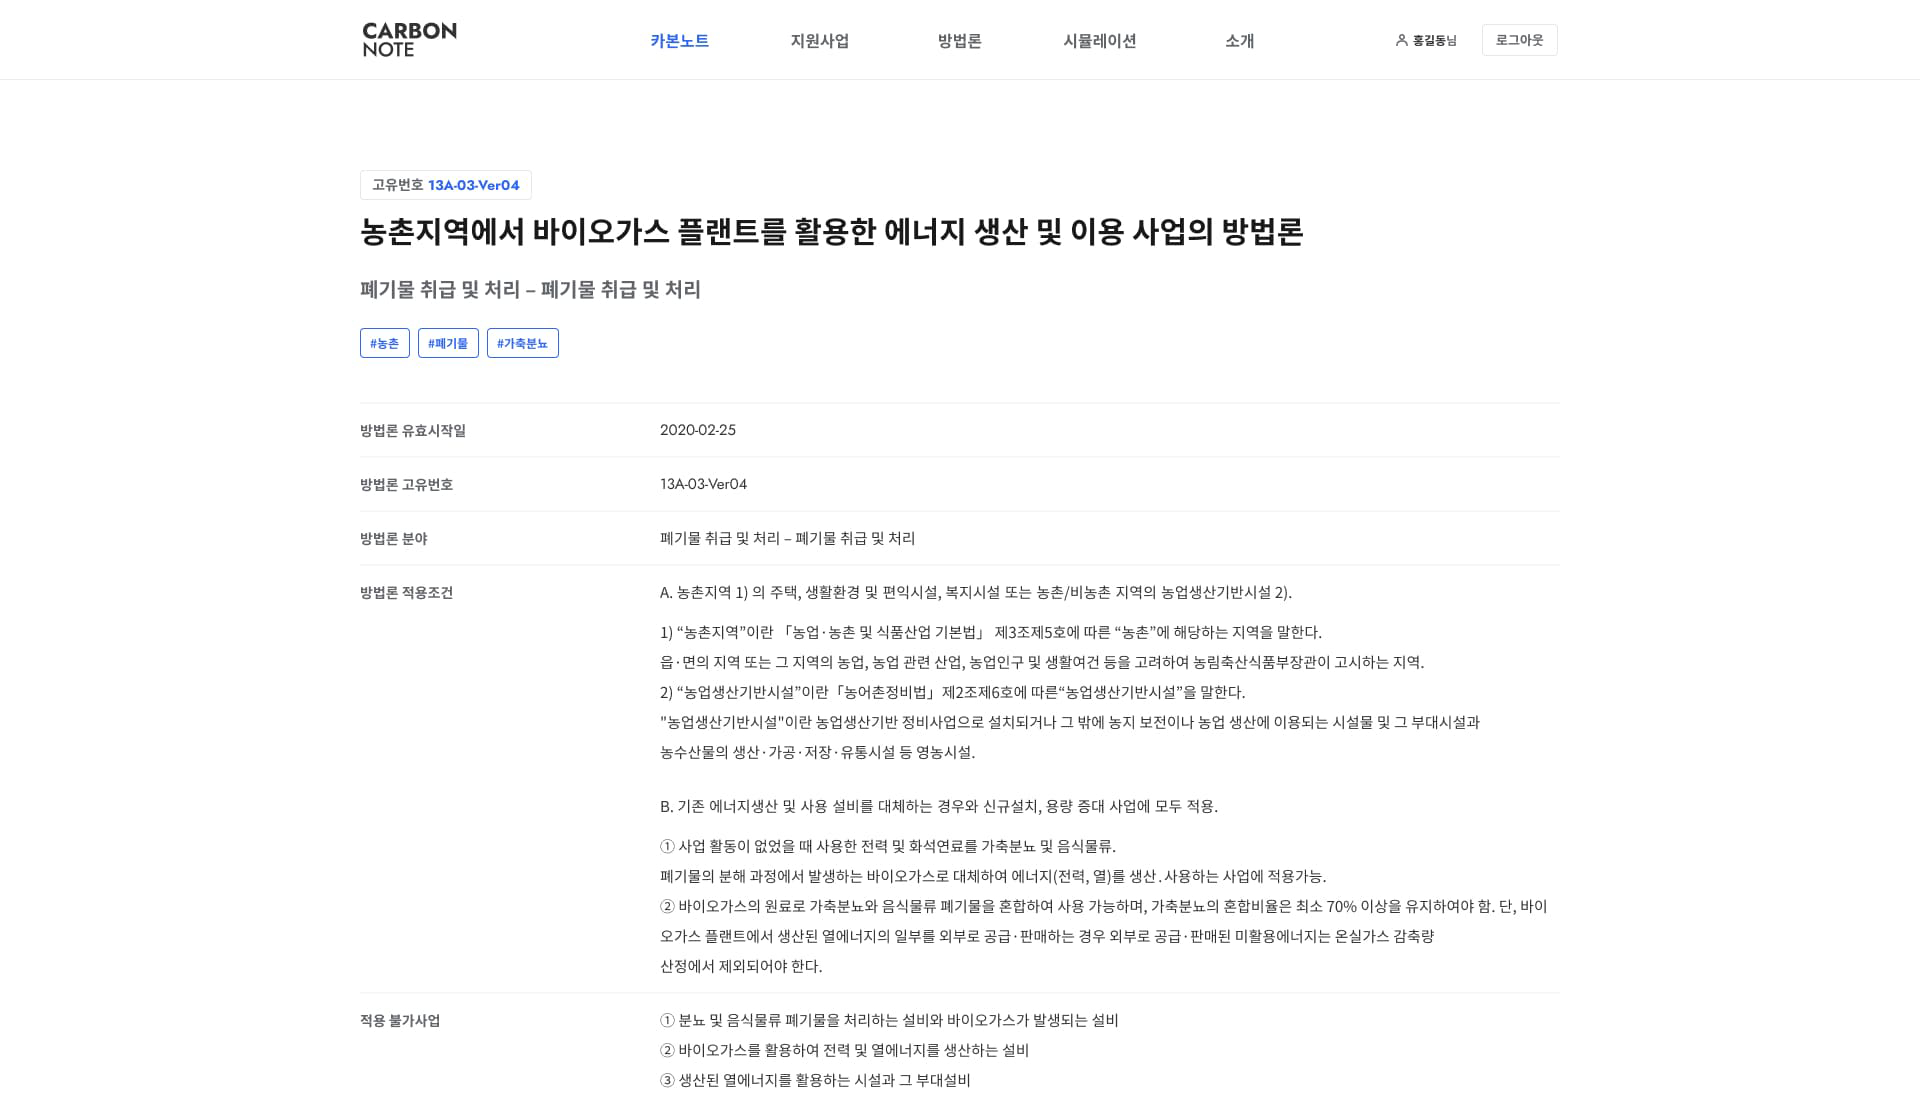 CARBON
NOTE
카본노트
지원사업
방법론
시뮬레이션
소개
홍길동님
로그아웃
고유번호 13A-03-Ver04
농촌지역에서 바이오가스 플랜트를 활용한 에너지 생산 및 이용 사업의 방법론
폐기물 취급 및 처리 – 폐기물 취급 및 처리
#농촌
#폐기물
#가축분뇨
방법론 유효시작일
2020-02-25
방법론 고유번호
13A-03-Ver04
방법론 분야
폐기물 취급 및 처리 – 폐기물 취급 및 처리
방법론 적용조건
A. 농촌지역 1) 의 주택, 생활환경 및 편익시설, 복지시설 또는 농촌/비농촌 지역의 농업생산기반시설 2).
1) “농촌지역”이란 「농업·농촌 및 식품산업 기본법」 제3조제5호에 따른 “농촌”에 해당하는 지역을 말한다.
읍·면의 지역 또는 그 지역의 농업, 농업 관련 산업, 농업인구 및 생활여건 등을 고려하여 농림축산식품부장관이 고시하는 지역.
2) “농업생산기반시설”이란「농어촌정비법」제2조제6호에 따른“농업생산기반시설”을 말한다.
"농업생산기반시설"이란 농업생산기반 정비사업으로 설치되거나 그 밖에 농지 보전이나 농업 생산에 이용되는 시설물 및 그 부대시설과
농수산물의 생산·가공·저장·유통시설 등 영농시설.
B. 기존 에너지생산 및 사용 설비를 대체하는 경우와 신규설치, 용량 증대 사업에 모두 적용.
① 사업 활동이 없었을 때 사용한 전력 및 화석연료를 가축분뇨 및 음식물류.
폐기물의 분해 과정에서 발생하는 바이오가스로 대체하여 에너지(전력, 열)를 생산․사용하는 사업에 적용가능.
② 바이오가스의 원료로 가축분뇨와 음식물류 폐기물을 혼합하여 사용 가능하며, 가축분뇨의 혼합비율은 최소 70% 이상을 유지하여야 함. 단, 바이
오가스 플랜트에서 생산된 열에너지의 일부를 외부로 공급·판매하는 경우 외부로 공급·판매된 미활용에너지는 온실가스 감축량
산정에서 제외되어야 한다.
적용 불가사업
① 분뇨 및 음식물류 폐기물을 처리하는 설비와 바이오가스가 발생되는 설비
② 바이오가스를 활용하여 전력 및 열에너지를 생산하는 설비
③ 생산된 열에너지를 활용하는 시설과 그 부대설비